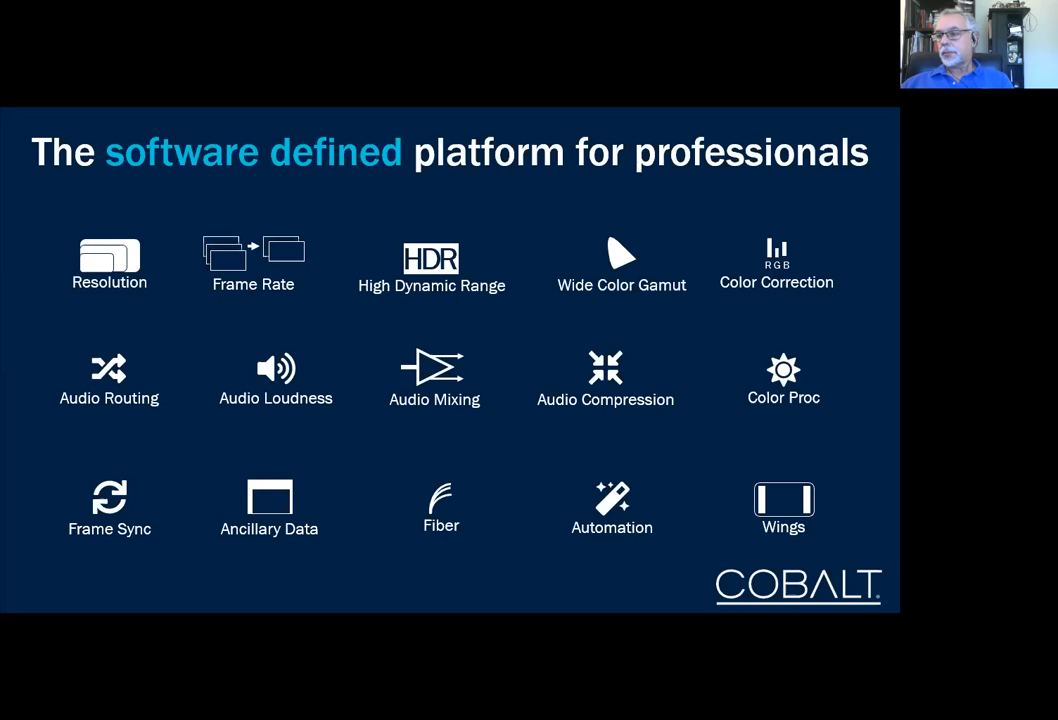 The software defined platform for professionals
HDR
RGB
Resolution
Frame Rate
High Dynamic Range
Wide Color Gamut
Color Correction
Audio Routing
Audio Loudness
Audio Mixing
Audio Compression
Color Proc
Frame Sync
Ancillary Data
Fiber
Automation
Wings
COBALT